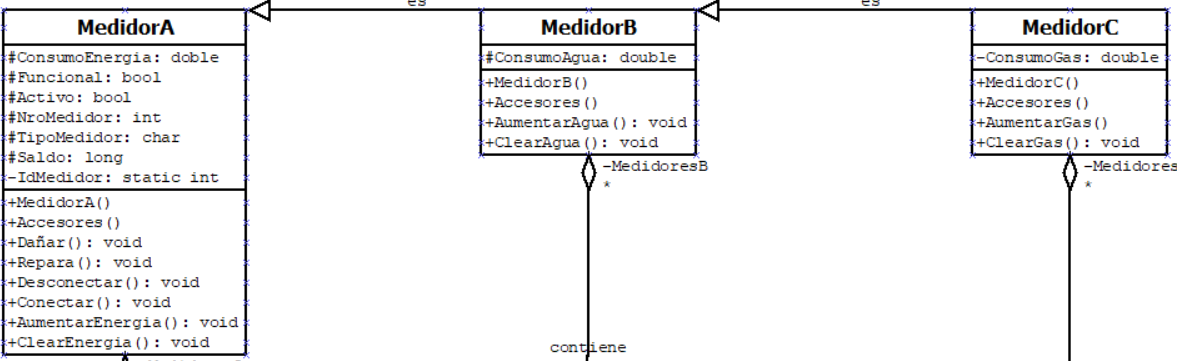 es
es
MedidorA
#ConsumoEnergia: doble
#Funcional: bool
#Activo: bool
#NroMedidor: int
#TipoMedidor: char
#Saldo: long
-IdMedidor: static int
+MedidorA()
+Accesores()
+Dañar(): void
+Repara(): void
+Desconectar(): void
+Conectar(): void
+AumentarEnergia(): void
+ClearEnergia(): void
MedidorB
#ConsumoAgua: double
+MedidorB()
+Accesores()
+AumentarAgua(): void
+ClearAgua(): void
-MedidoresB
*
contiene
MedidorC
-ConsumoGas: double
+MedidorC()
+Accesores()
+AumentarGas()
+ClearGas(): void
-Medidores
*